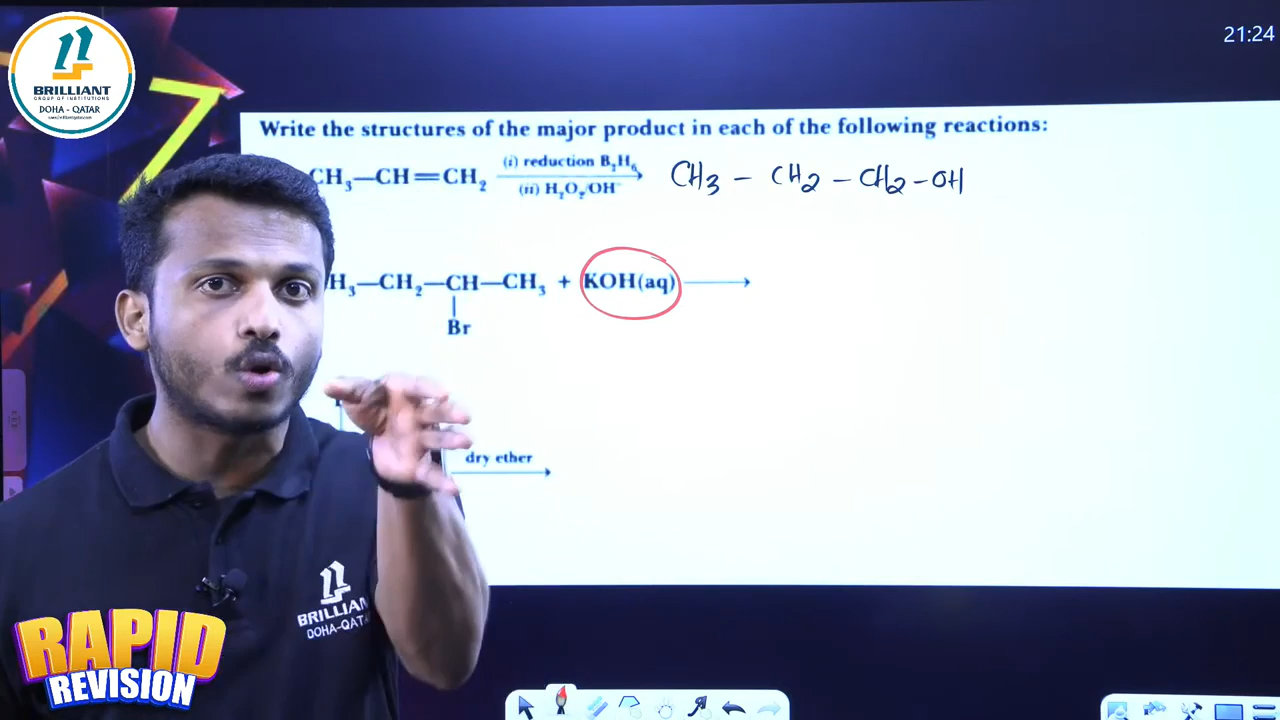 BRILLIANT
GROUP OF INSTITUTIONS
DOHA - QATAR
21:24
Write the structures of the major product in each of the following reactions:
CH₃—CH=CH₂ (i) reduction B₂H₆ (ii) H₂O₂/OH⁻ CH₃ – CH₂ – CH₂ – OH
H₃—CH₂—CH—CH₃ + KOH(aq)
Br
dry ether
BRILLIAN
DOHA-QATA
RAPID
REVISION